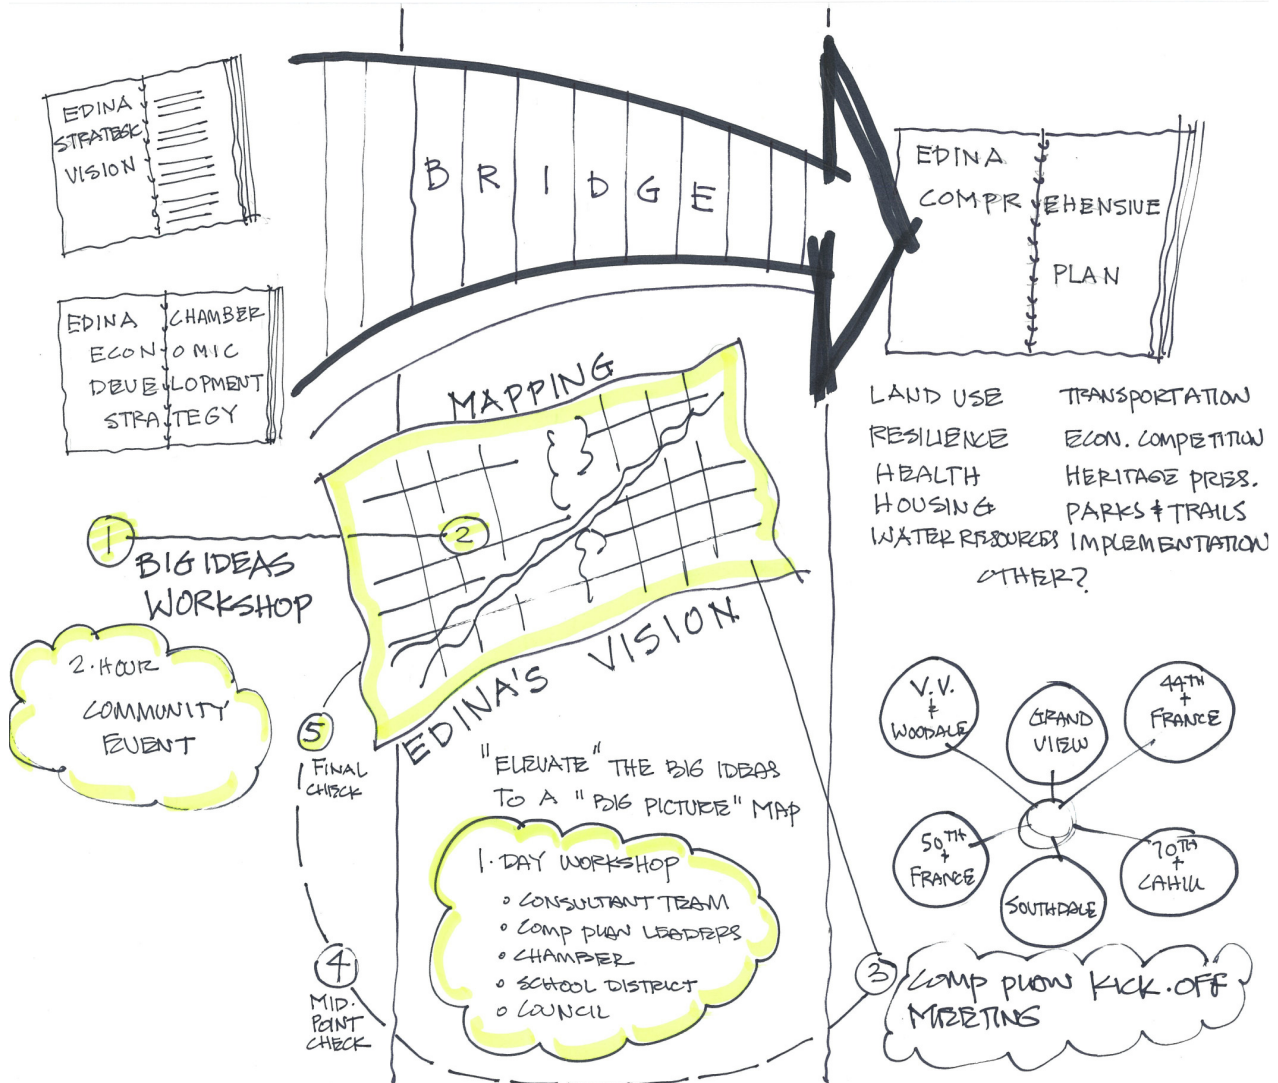 EDINA
STRATEGIC
VISION
BRIDGE
EDINA
COMPREHENSIVE
PLAN
EDINA CHAMBER
ECONOMIC
DEVELOPMENT
STRATEGY
MAPPING
EDINA'S VISION
1
2
BIG IDEAS
WORKSHOP
2·HOUR
COMMUNITY
EVENT
LAND USE
RESILIENCE
HEALTH
HOUSING
WATER RESOURCES
TRANSPORTATION
ECON. COMPETITION
HERITAGE PRES.
PARKS & TRAILS
IMPLEMENTATION
OTHER?
5
FINAL
CHECK
"ELEVATE" THE BIG IDEAS
TO A "BIG PICTURE" MAP
1·DAY WORKSHOP
° CONSULTANT TEAM
° COMP PLAN LEADERS
° CHAMBER
° SCHOOL DISTRICT
° COUNCIL
4
MID·
POINT
CHECK
V.V.
&
WOODALE
GRAND
VIEW
44TH
+
FRANCE
50TH
+
FRANCE
SOUTHDALE
70TH
+
CAHILL
3
COMP PLAN KICK·OFF
MEETING